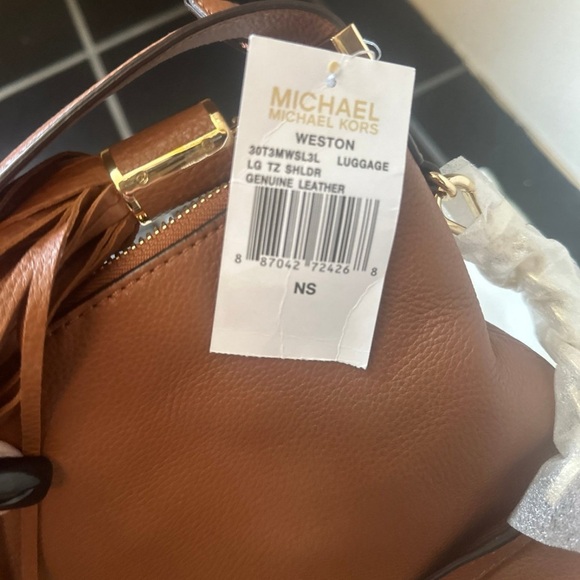 MICHAEL
MICHAEL KORS
WESTON
30T3MWSL3L LUGGAGE
LG TZ SHLDR
GENUINE LEATHER
8 87042 72426 8
NS